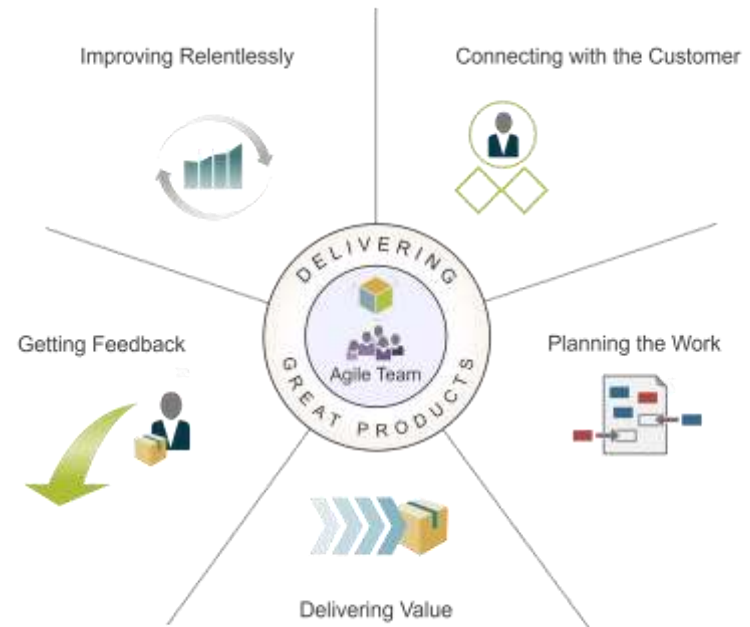 Improving Relentlessly
Connecting with the Customer
DELIVERING
GREAT PRODUCTS
Agile Team
Getting Feedback
Planning the Work
Delivering Value